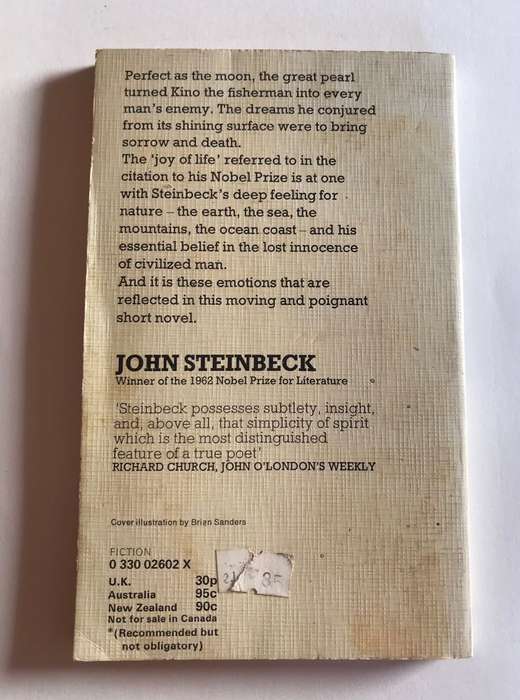 Perfect as the moon, the great pearl
turned Kino the fisherman into every
man's enemy. The dreams he conjured
from its shining surface were to bring
sorrow and death.
The 'joy of life' referred to in the
citation to his Nobel Prize is at one
with Steinbeck's deep feeling for
nature – the earth, the sea, the
mountains, the ocean coast – and his
essential belief in the lost innocence
of civilized man.
And it is these emotions that are
reflected in this moving and poignant
short novel.
JOHN STEINBECK
Winner of the 1962 Nobel Prize for Literature
'Steinbeck possesses subtlety, insight,
and, above all, that simplicity of spirit
which is the most distinguished
feature of a true poet'
RICHARD CHURCH, JOHN O'LONDON'S WEEKLY
Cover illustration by Brian Sanders
FICTION
0 330 02602 X
U.K. 30p
Australia 95c
New Zealand 90c
Not for sale in Canada
*(Recommended but
not obligatory)